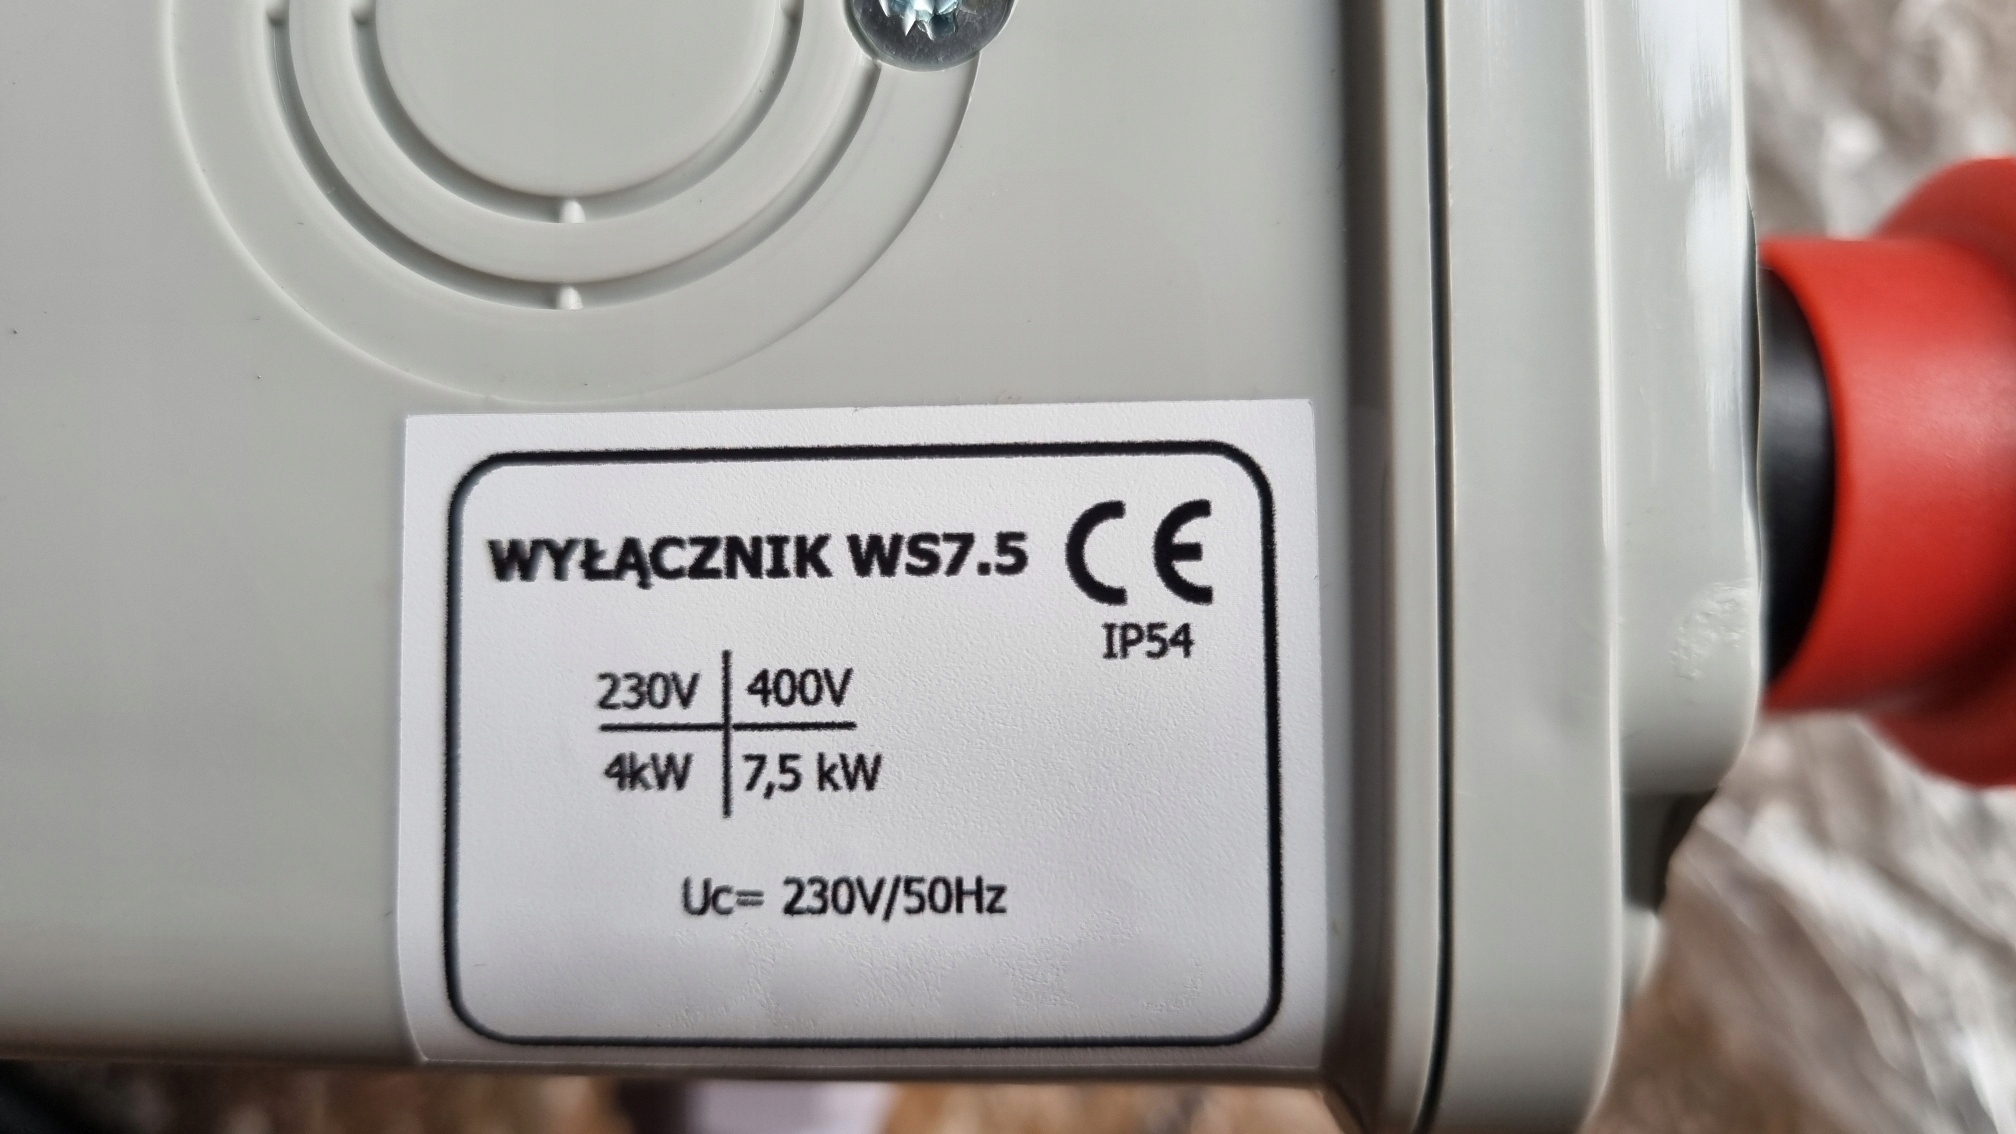 WYŁĄCZNIK WS7.5 CE
IP54
230V 400V
4kW 7,5 kW
Uc= 230V/50Hz